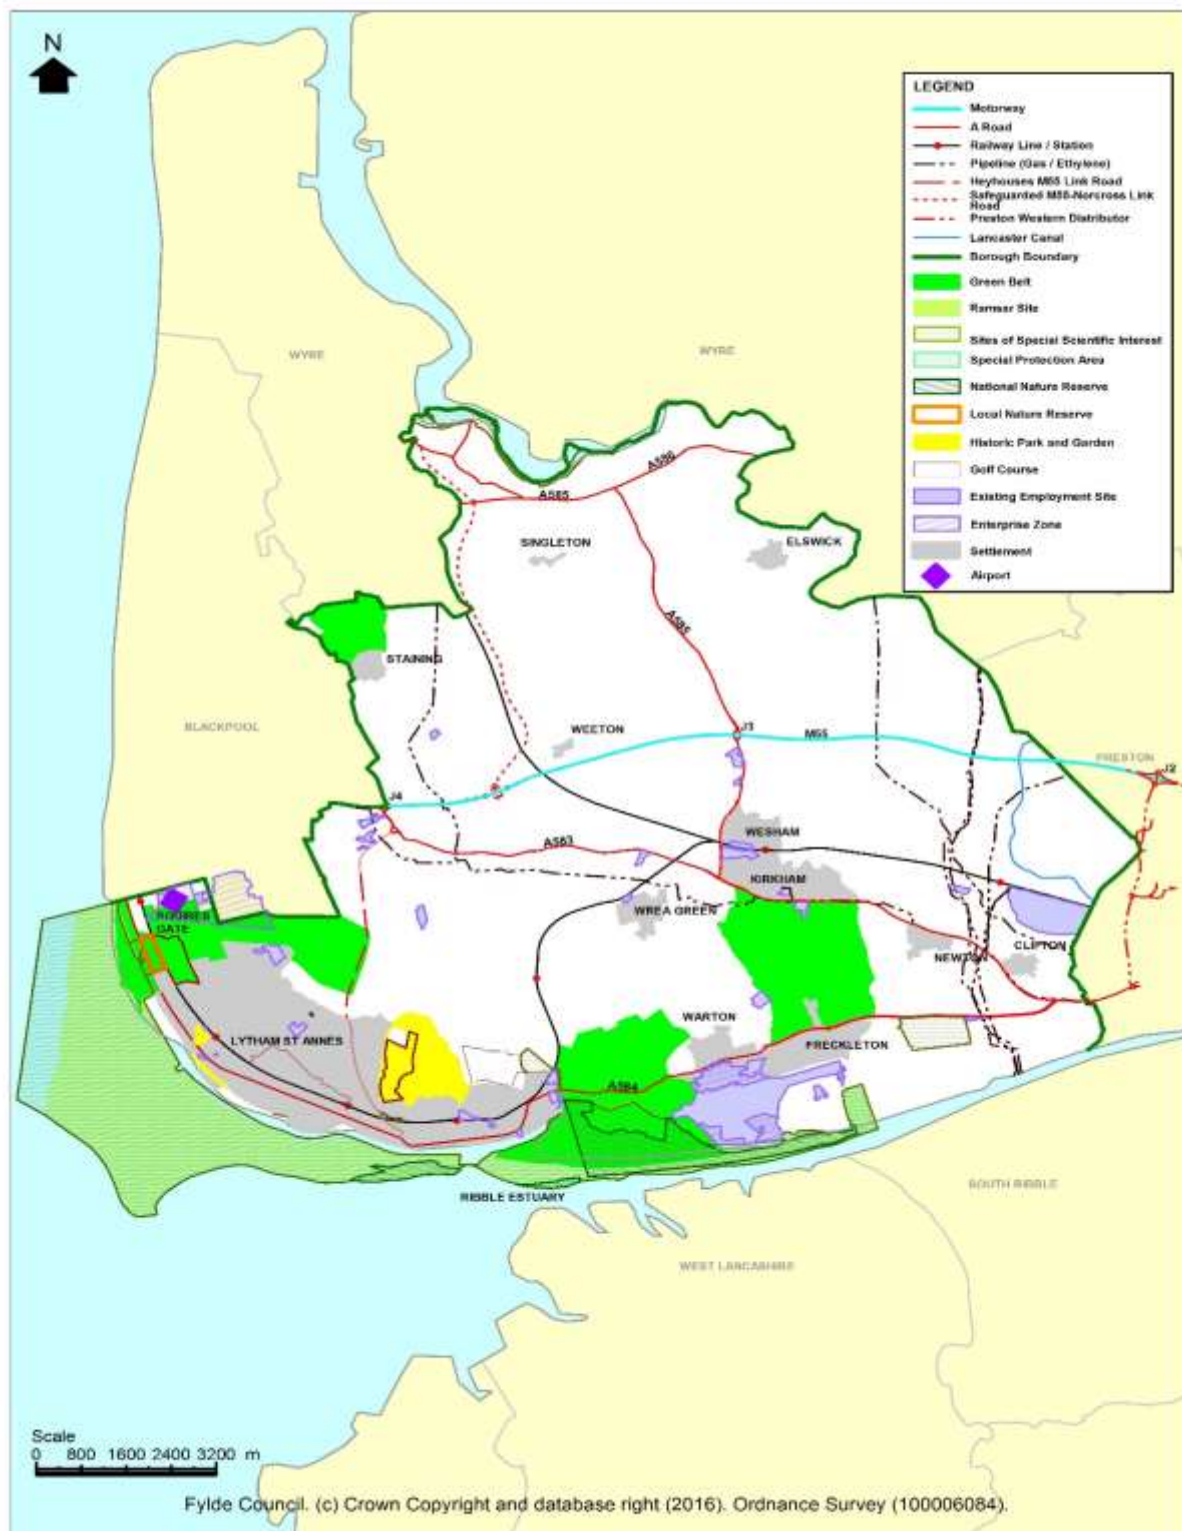 N
LEGEND
Motorway
A Road
Railway Line / Station
Pipeline (Gas / Ethylene)
Heyhouses M55 Link Road
Safeguarded M55-Norcross Link
Road
Preston Western Distributor
Lancaster Canal
Borough Boundary
Green Belt
Ramsar Site
Sites of Special Scientific Interest
Special Protection Area
National Nature Reserve
Local Nature Reserve
Historic Park and Garden
Golf Course
Existing Employment Site
Enterprise Zone
Settlement
Airport
WYRE
WYRE
A586
A585
SINGLETON
ELSWICK
A585
STAINING
BLACKPOOL
WEETON
J3
M55
PRESTON
J2
J4
A583
WESHAM
KIRKHAM
WREA GREEN
SQUIRES
GATE
NEWTON
CLIFTON
WARTON
LYTHAM ST ANNES
FRECKLETON
A584
RIBBLE ESTUARY
SOUTH RIBBLE
WEST LANCASHIRE
Scale
0 800 1600 2400 3200 m
Fylde Council. (c) Crown Copyright and database right (2016). Ordnance Survey (100006084).